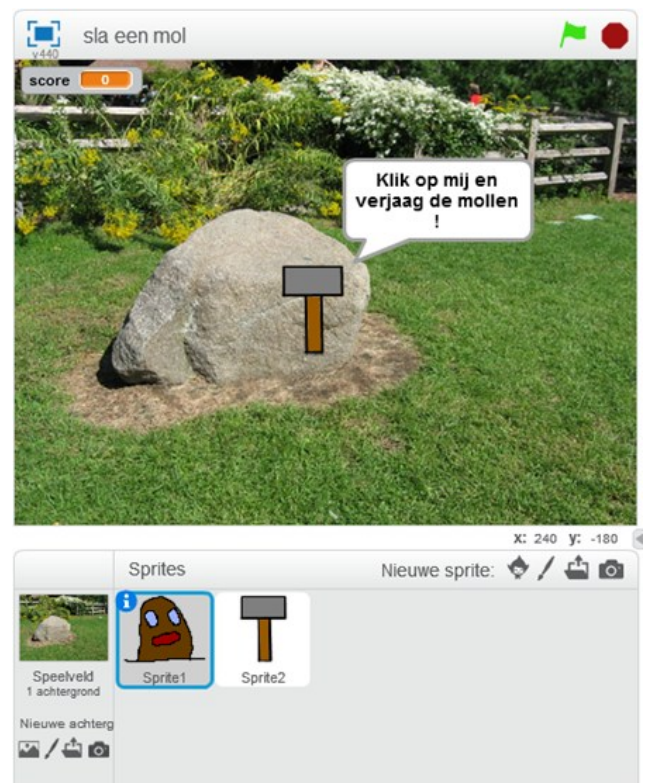 sla een mol
v440
score 0
Klik op mij en
verjaag de mollen
!
x: 240 y: -180
Sprites
Nieuwe sprite:
Speelveld
1 achtergrond
Nieuwe achterg
Sprite1
Sprite2